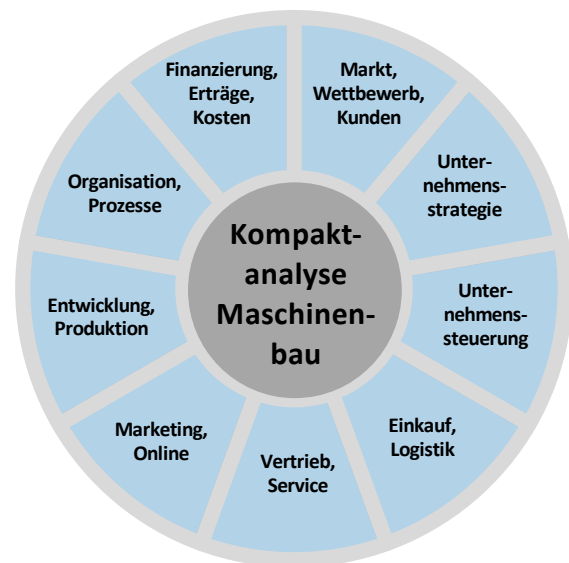 Kompakt-
analyse
Maschinen-
bau
Markt,
Wettbewerb,
Kunden
Unter-
nehmens-
strategie
Unter-
nehmens-
steuerung
Einkauf,
Logistik
Vertrieb,
Service
Marketing,
Online
Entwicklung,
Produktion
Organisation,
Prozesse
Finanzierung,
Erträge,
Kosten